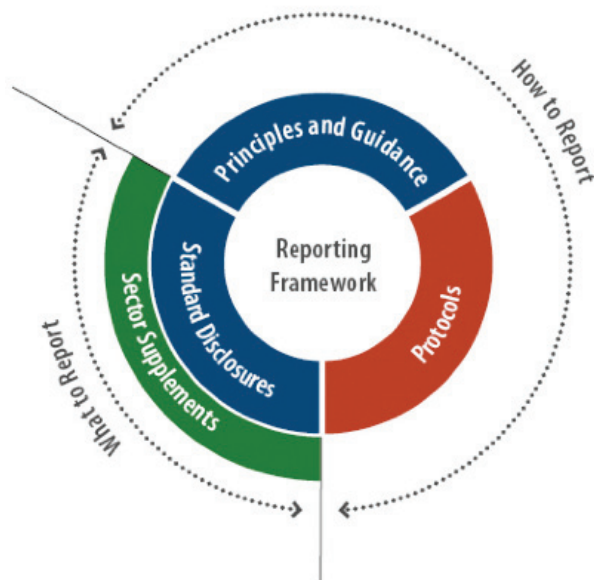 How to Report
Principles and Guidance
Reporting
Framework
Standard Disclosures
Protocols
Sector Supplements
What to Report